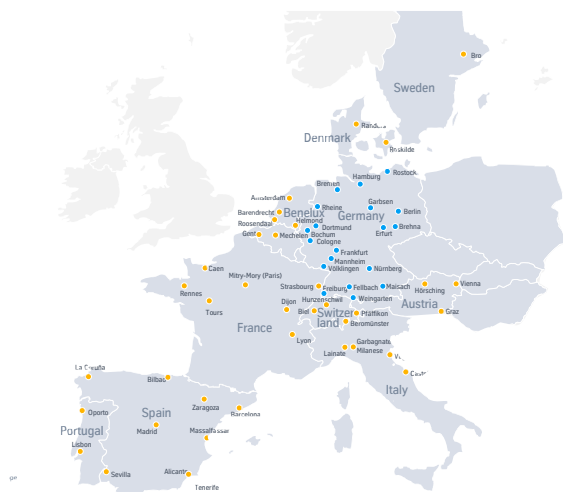 Bro
Sweden
Randers
Denmark
Roskilde
Rostock
Hamburg
Bremen
Amsterdam
Rheine
Garbsen
Barendrecht
Benelux
Berlin
Germany
Roosendaal
Helmond
Dortmund
Brehna
Gent
Mechelen
Bochum
Erfurt
Cologne
Frankfurt
Mannheim
Caen
Mitry-Mory (Paris)
Völklingen
Nürnberg
Rennes
Strasbourg
Freiburg
Fellbach
Maisach
Hörsching
Vienna
Tours
Dijon
Hunzenschwil
Weingarten
Austria
Biel
Switzer
land
Pfäffikon
Graz
France
Beromünster
Lyon
Garbagnate
Lainate
Milanese
La Coruña
Bilbao
Italy
Oporto
Spain
Zaragoza
Barcelona
Portugal
Madrid
Massalfassar
Lisbon
Sevilla
Alicante
Tenerife
ge